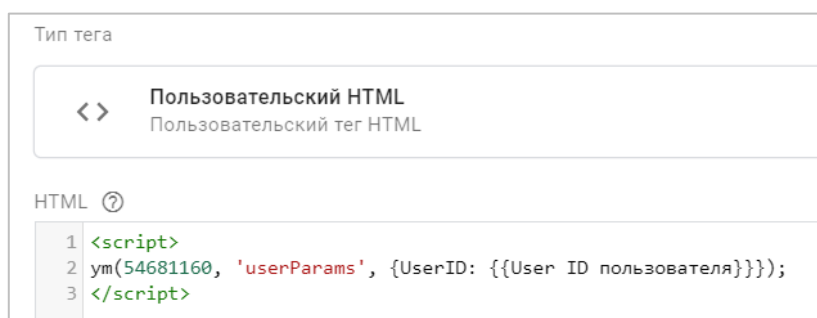 Тип тега
<> Пользовательский HTML
Пользовательский тег HTML
HTML ?
1 <script>
2 ym(54681160, 'userParams', {UserID: {{User ID пользователя}}});
3 </script>